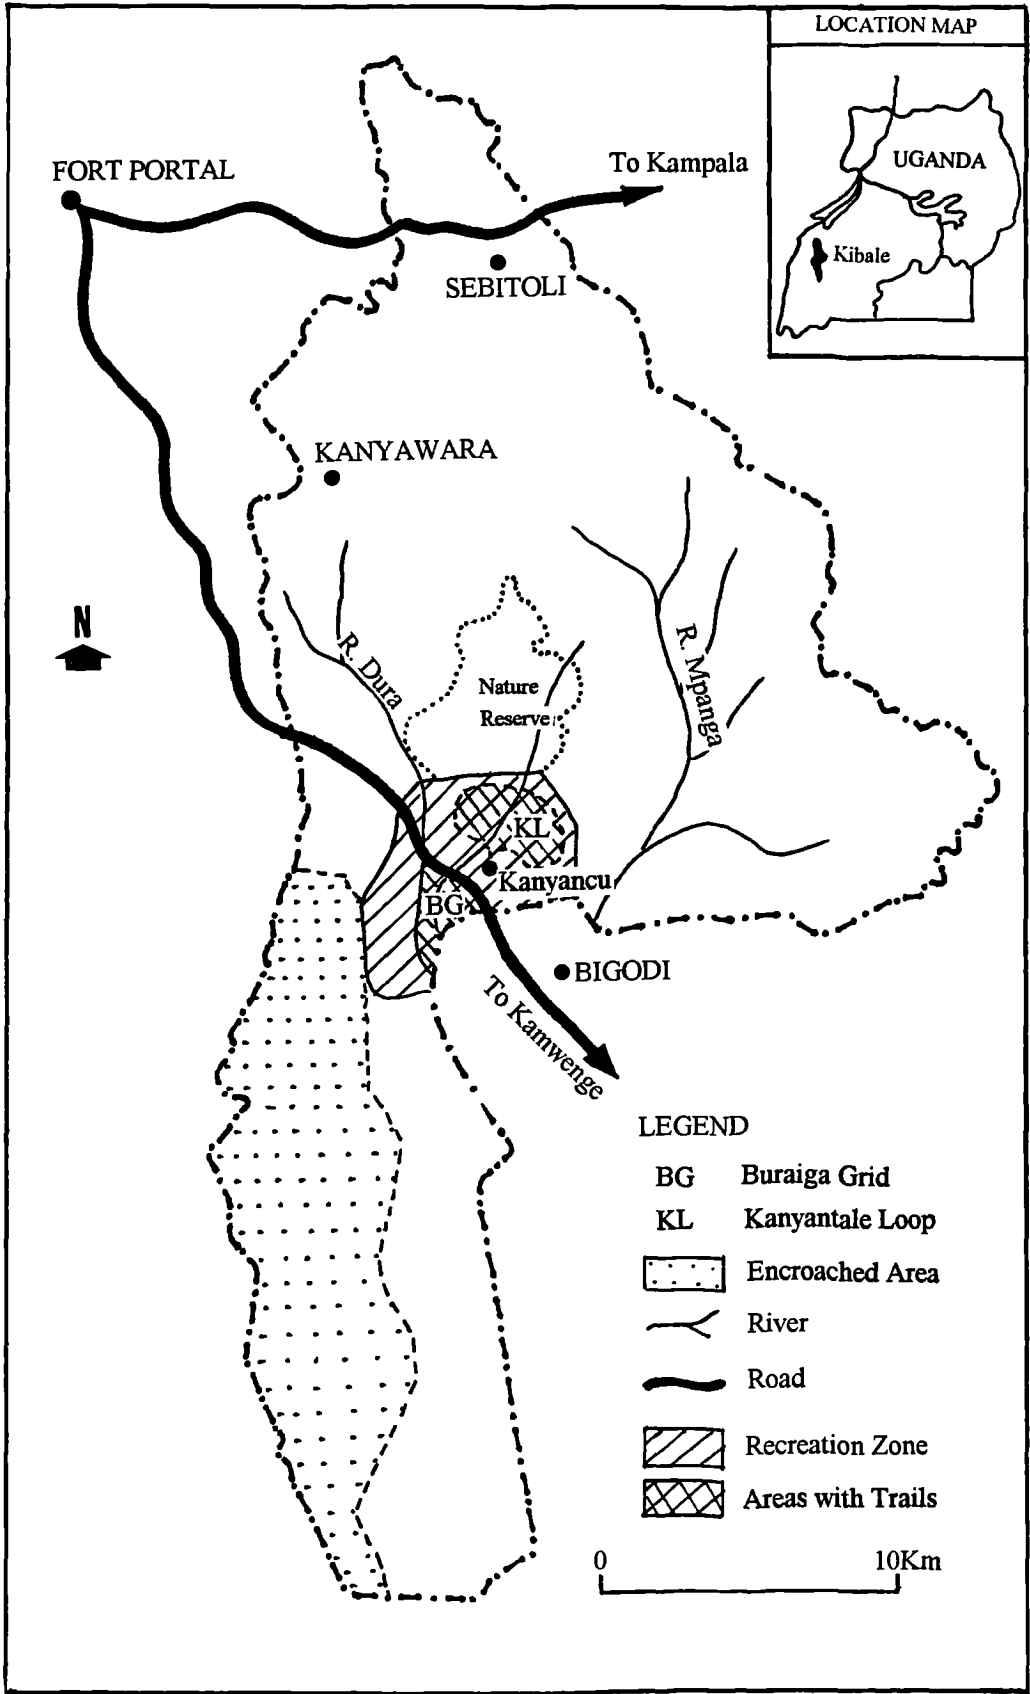 LOCATION MAP
UGANDA
Kibale
FORT PORTAL
To Kampala
SEBITOLI
KANYAWARA
N
R. Dura
Nature
Reserve
R. Mpanga
KL
Kanyancu
BG
BIGODI
To Kamwenge
LEGEND
BG Buraiga Grid
KL Kanyantale Loop
Encroached Area
River
Road
Recreation Zone
Areas with Trails
0 10Km